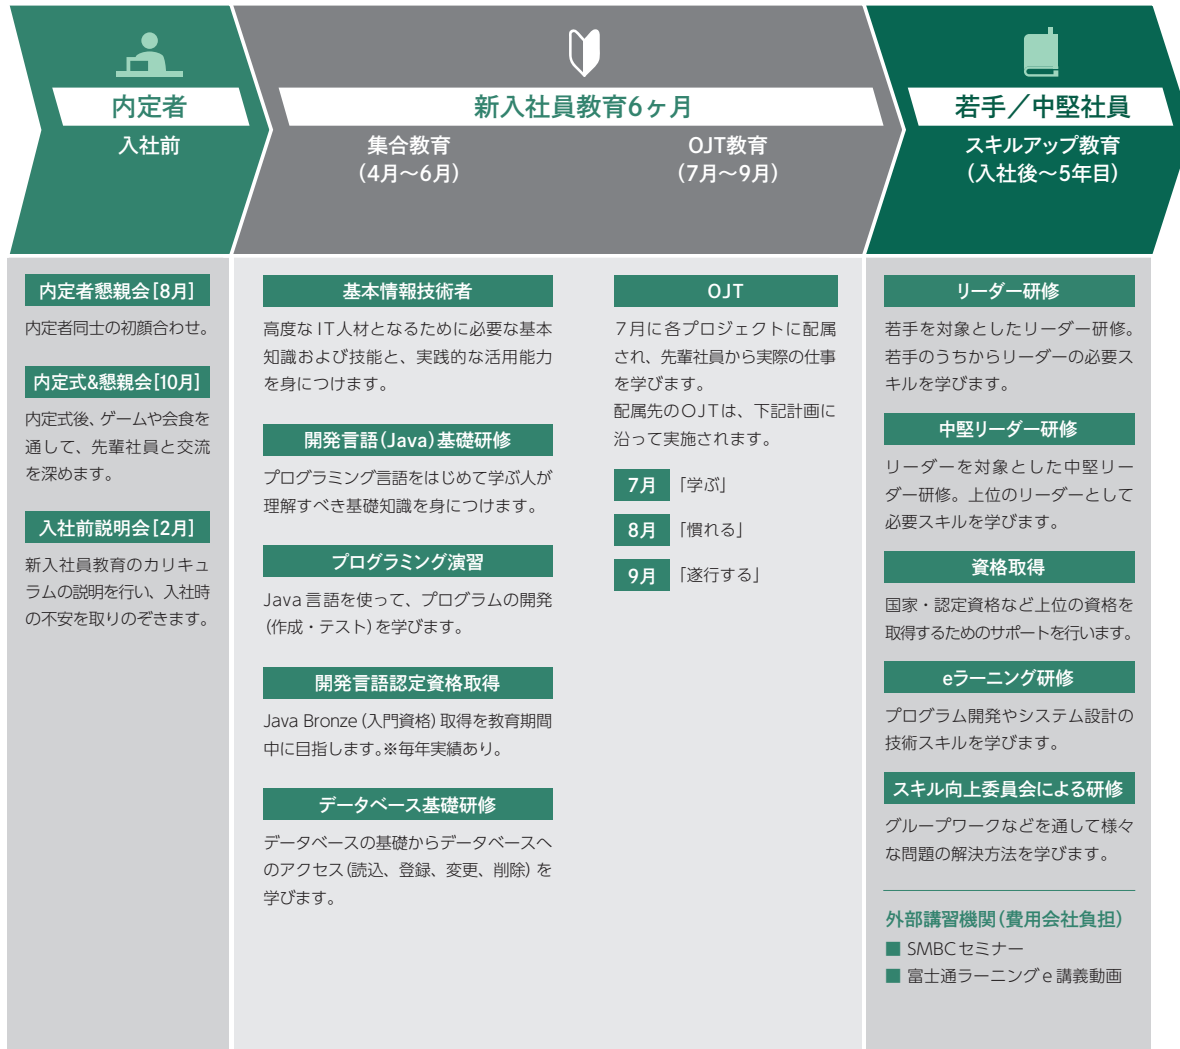 内定者
入社前
新入社員教育6ヶ月
集合教育
(4月～6月)
OJT教育
(7月～9月)
若手／中堅社員
スキルアップ教育
(入社後～5年目)
内定者懇親会[8月]
内定者同士の初顔合わせ。
内定式&懇親会[10月]
内定式後、ゲームや会食を
通して、先輩社員と交流
を深めます。
入社前説明会[2月]
新入社員教育のカリキュ
ラムの説明を行い、入社時
の不安を取りのぞきます。
基本情報技術者
高度なIT人材となるために必要な基本
知識および技能と、実践的な活用能力
を身につけます。
開発言語(Java)基礎研修
プログラミング言語をはじめて学ぶ人が
理解すべき基礎知識を身につけます。
プログラミング演習
Java言語を使って、プログラムの開発
(作成・テスト)を学びます。
開発言語認定資格取得
Java Bronze(入門資格)取得を教育期間
中に目指します。※毎年実績あり。
データベース基礎研修
データベースの基礎からデータベースへ
のアクセス(読込、登録、変更、削除)を
学びます。
OJT
7月に各プロジェクトに配属
され、先輩社員から実際の仕事
を学びます。
配属先のOJTは、下記計画に
沿って実施されます。
7月 「学ぶ」
8月 「慣れる」
9月 「遂行する」
リーダー研修
若手を対象としたリーダー研修。
若手のうちからリーダーの必要ス
キルを学びます。
中堅リーダー研修
リーダーを対象とした中堅リー
ダー研修。上位のリーダーとして
必要スキルを学びます。
資格取得
国家・認定資格など上位の資格を
取得するためのサポートを行います。
eラーニング研修
プログラム開発やシステム設計の
技術スキルを学びます。
スキル向上委員会による研修
グループワークなどを通して様々
な問題の解決方法を学びます。
外部講習機関(費用会社負担)
■ SMBCセミナー
■ 富士通ラーニングe講義動画